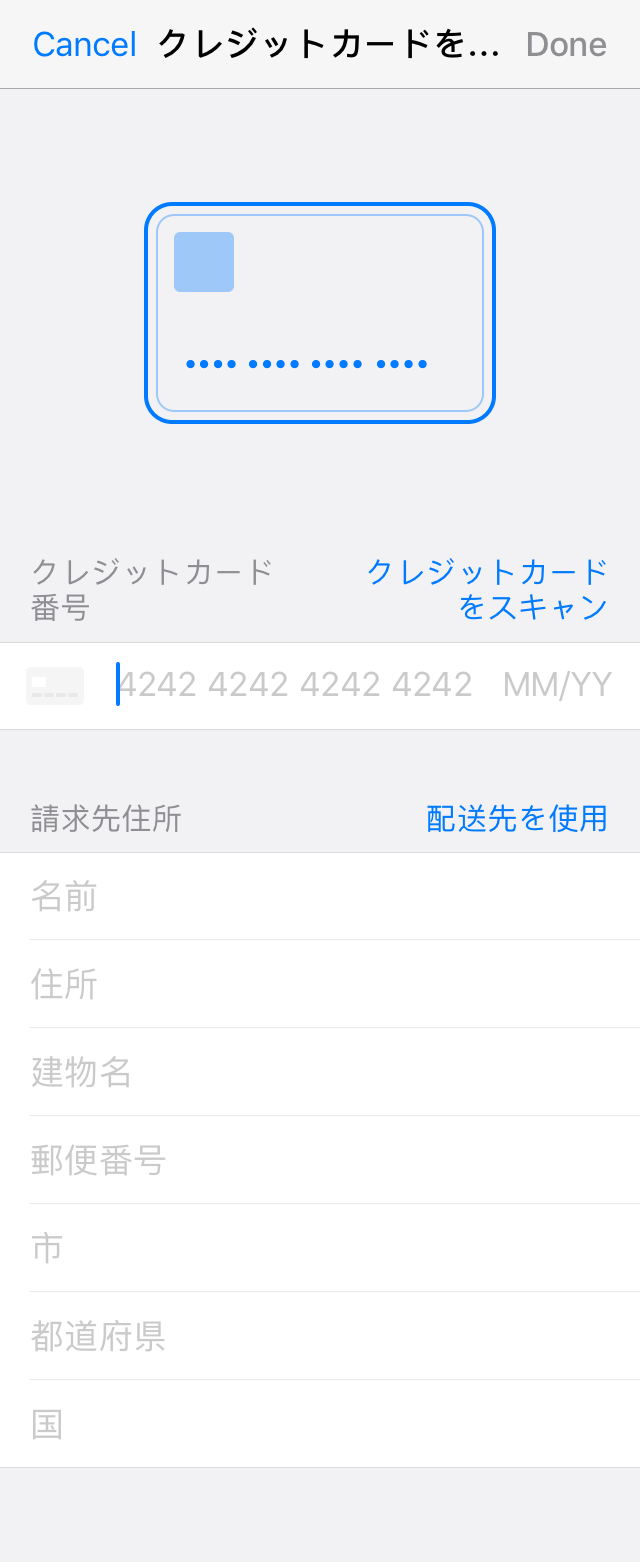 Cancel クレジットカードを... Done
クレジットカード
番号
クレジットカード
をスキャン
4242 4242 4242 4242 MM/YY
請求先住所 配送先を使用
名前
住所
建物名
郵便番号
市
都道府県
国